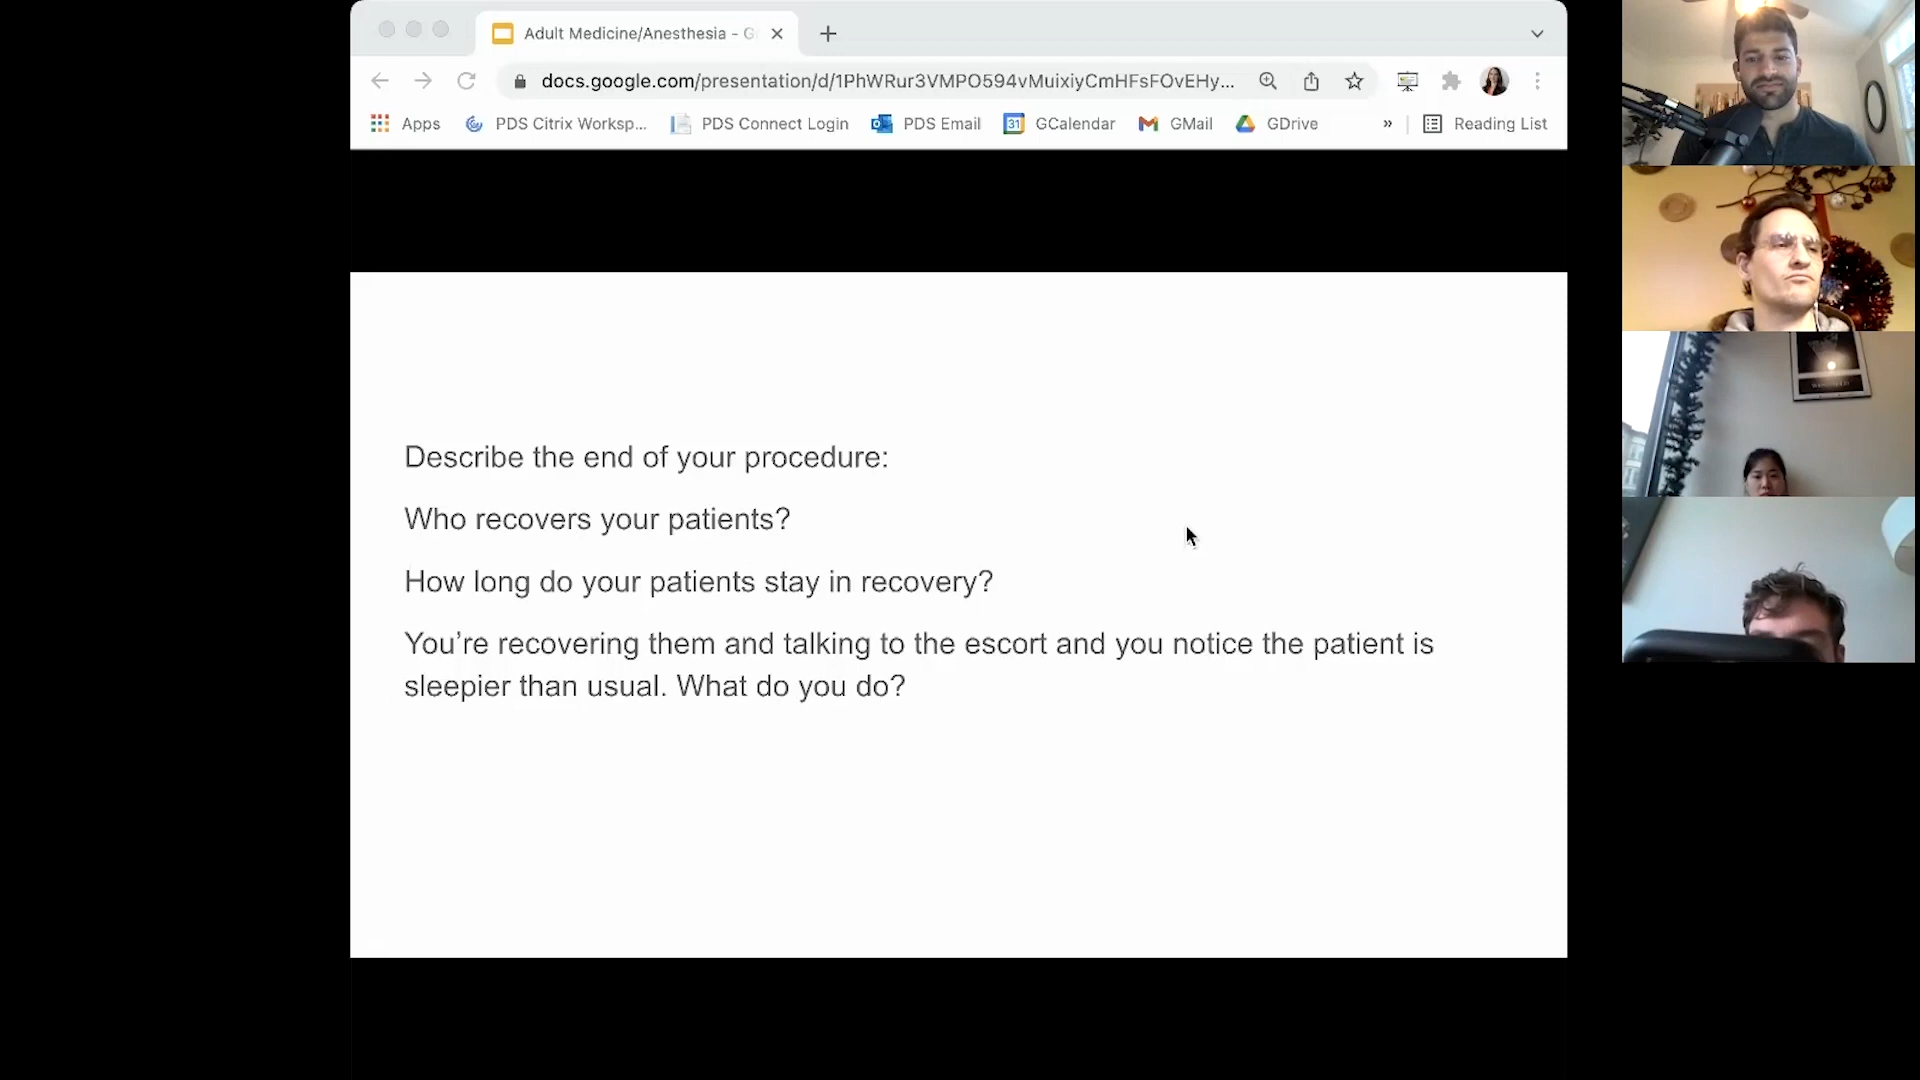 Adult Medicine/Anesthesia - G
docs.google.com/presentation/d/1PhWRur3VMPO594vMuixiyCmHFsFOvEHy...
Apps PDS Citrix Worksp... PDS Connect Login 31 PDS Email GCalendar GMail GDrive » Reading List
Describe the end of your procedure:
Who recovers your patients?
How long do your patients stay in recovery?
You’re recovering them and talking to the escort and you notice the patient is
sleepier than usual. What do you do?